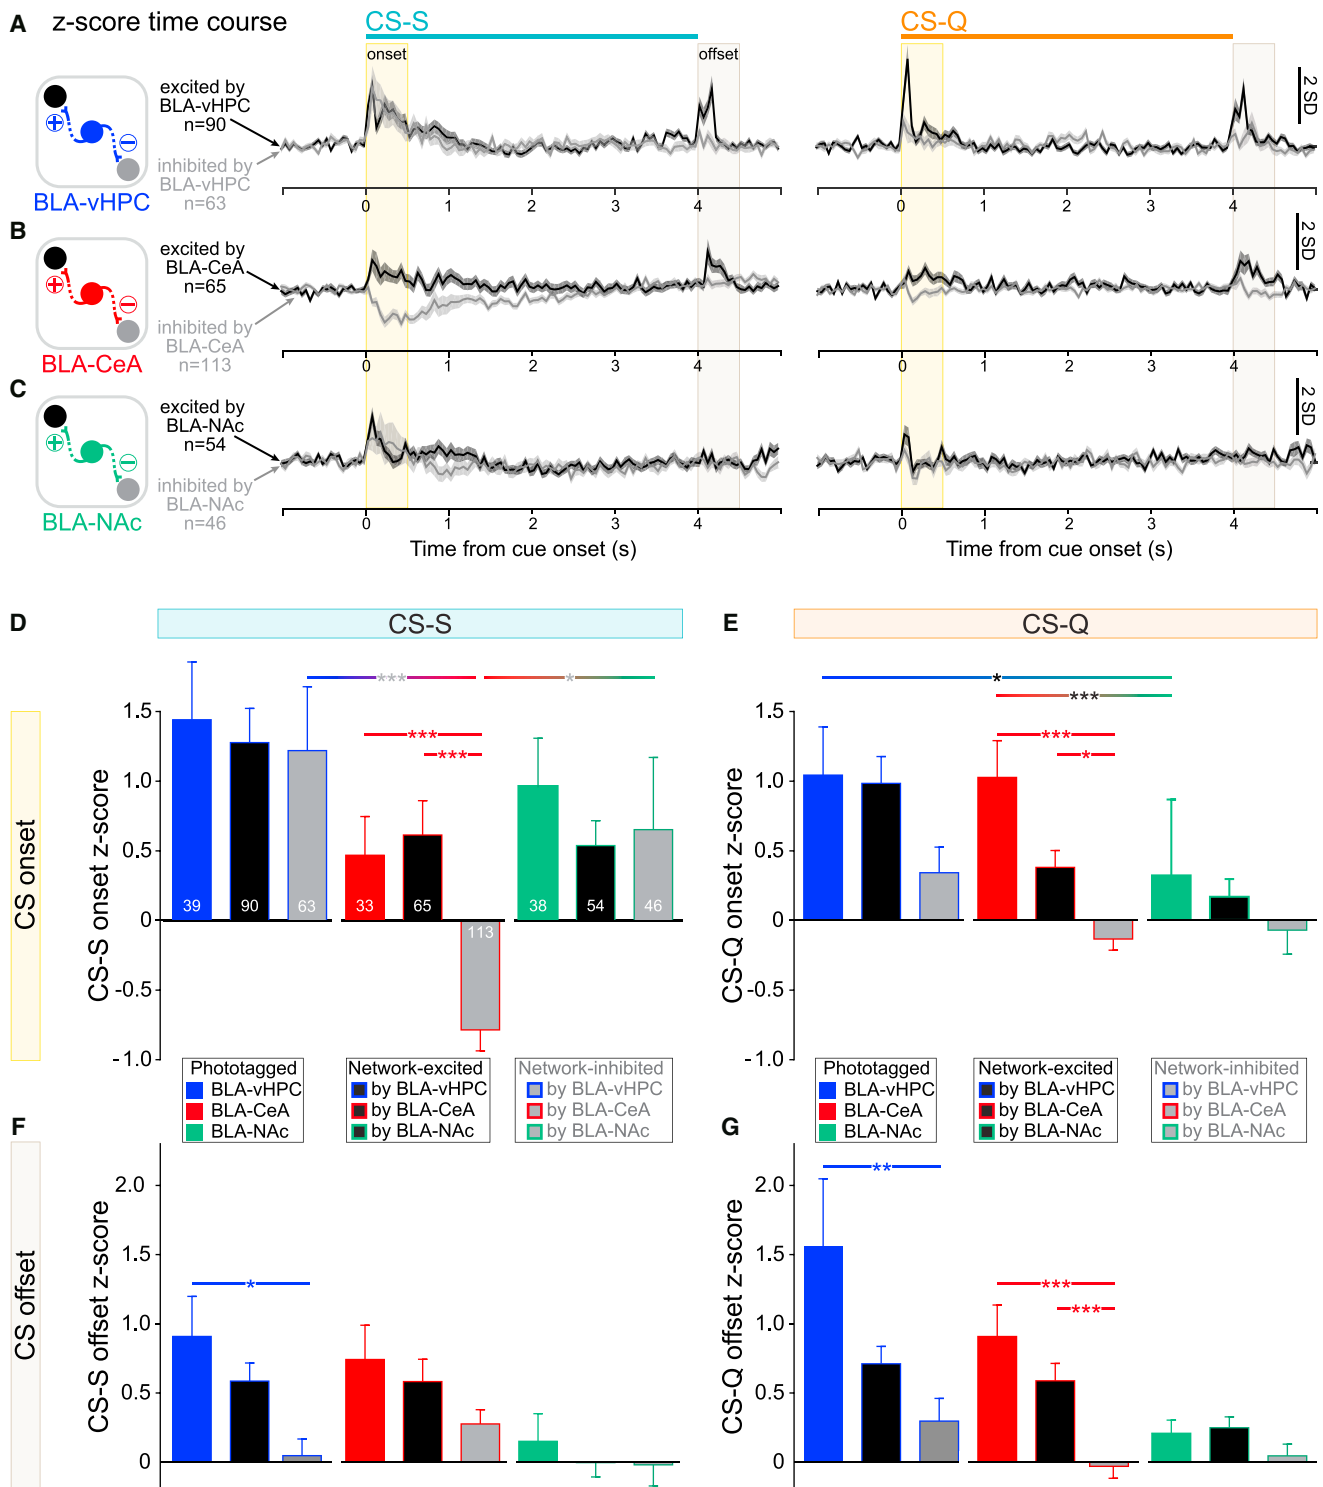 A z-score time course
CS-S
CS-Q
onset
offset
2 SD
2 SD
excited by
BLA-vHPC
n=90
inhibited by
BLA-vHPC
n=63
+
−
BLA-vHPC
0 1 2 3 4
0 1 2 3 4
B
excited by
BLA-CeA
n=65
inhibited by
BLA-CeA
n=113
+
−
BLA-CeA
0 1 2 3 4
0 1 2 3 4
C
2 SD
excited by
BLA-NAc
n=54
inhibited by
BLA-NAc
n=46
+
−
BLA-NAc
0 1 2 3 4
0 1 2 3 4
Time from cue onset (s)
Time from cue onset (s)
D
CS-S
E
CS-Q
CS onset
CS-S onset z-score
1.5
1.0
0.5
0
-0.5
-1.0
*** *
***
***
39 90 63 33 65 113 38 54 46
CS-Q onset z-score
1.5
1.0
0.5
0
-0.5
-1.0
*
***
***
*
Phototagged
BLA-vHPC
BLA-CeA
BLA-NAc
Network-excited
by BLA-vHPC
by BLA-CeA
by BLA-NAc
Network-inhibited
by BLA-vHPC
by BLA-CeA
by BLA-NAc
Phototagged
BLA-vHPC
BLA-CeA
BLA-NAc
Network-excited
by BLA-vHPC
by BLA-CeA
by BLA-NAc
Network-inhibited
by BLA-vHPC
by BLA-CeA
by BLA-NAc
F
CS offset
CS-S offset z-score
2.0
1.5
1.0
0.5
0
*
G
CS-Q offset z-score
2.0
1.5
1.0
0.5
0
**
***
***